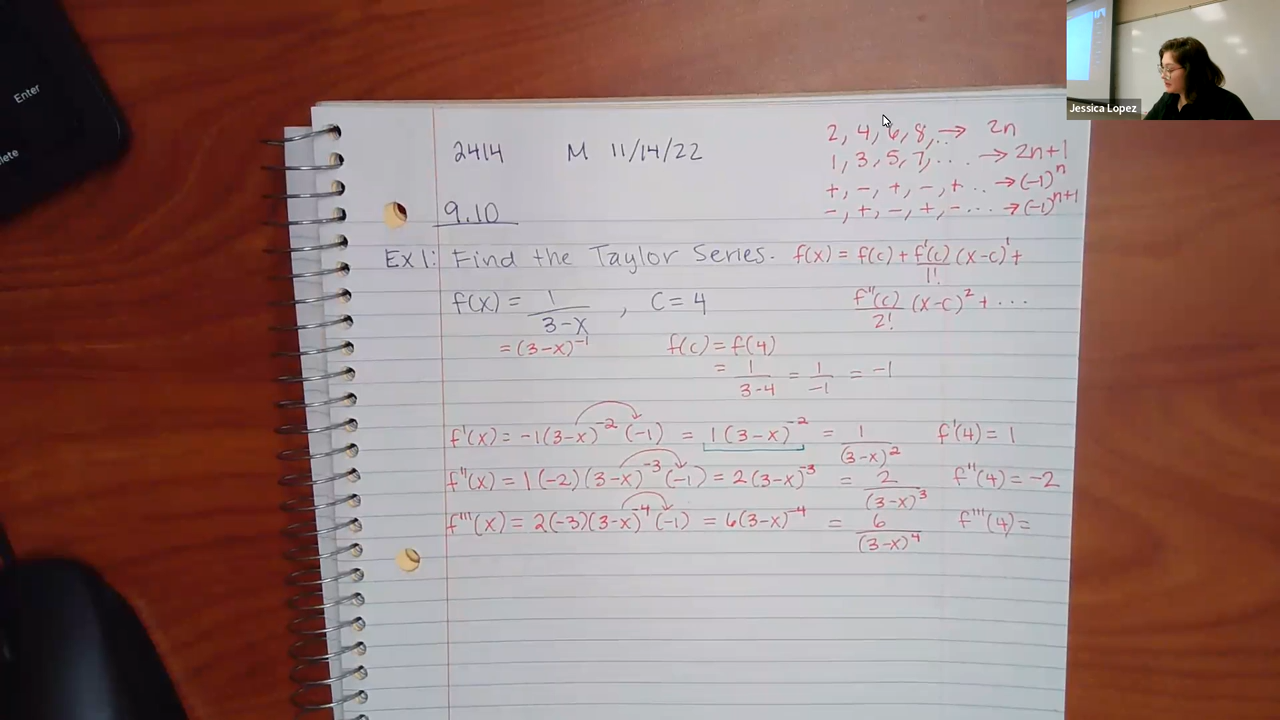 Enter
lete
Jessica Lopez
2414 M 11/14/22
2, 4, 6, 8, ... → 2n
1, 3, 5, 7, ... → 2n+1
+, -, +, -, + ... → (-1)^n
-, +, -, +, - ... → (-1)^{n+1}
9.10
Ex 1: Find the Taylor Series. f(x) = f(c) + f'(c)/1! (x-c)^1 +
f(x) = 1/(3-x), C = 4 f''(c)/2! (x-c)^2 + ...
= (3-x)^{-1} f(c) = f(4)
= 1/(3-4) = 1/-1 = -1
f'(x) = -1(3-x)^{-2}(-1) = 1(3-x)^{-2} = 1/(3-x)^2 f'(4) = 1
f''(x) = 1(-2)(3-x)^{-3}(-1) = 2(3-x)^{-3} = 2/(3-x)^3 f''(4) = -2
f'''(x) = 2(-3)(3-x)^{-4}(-1) = 6(3-x)^{-4} = 6/(3-x)^4 f'''(4) =